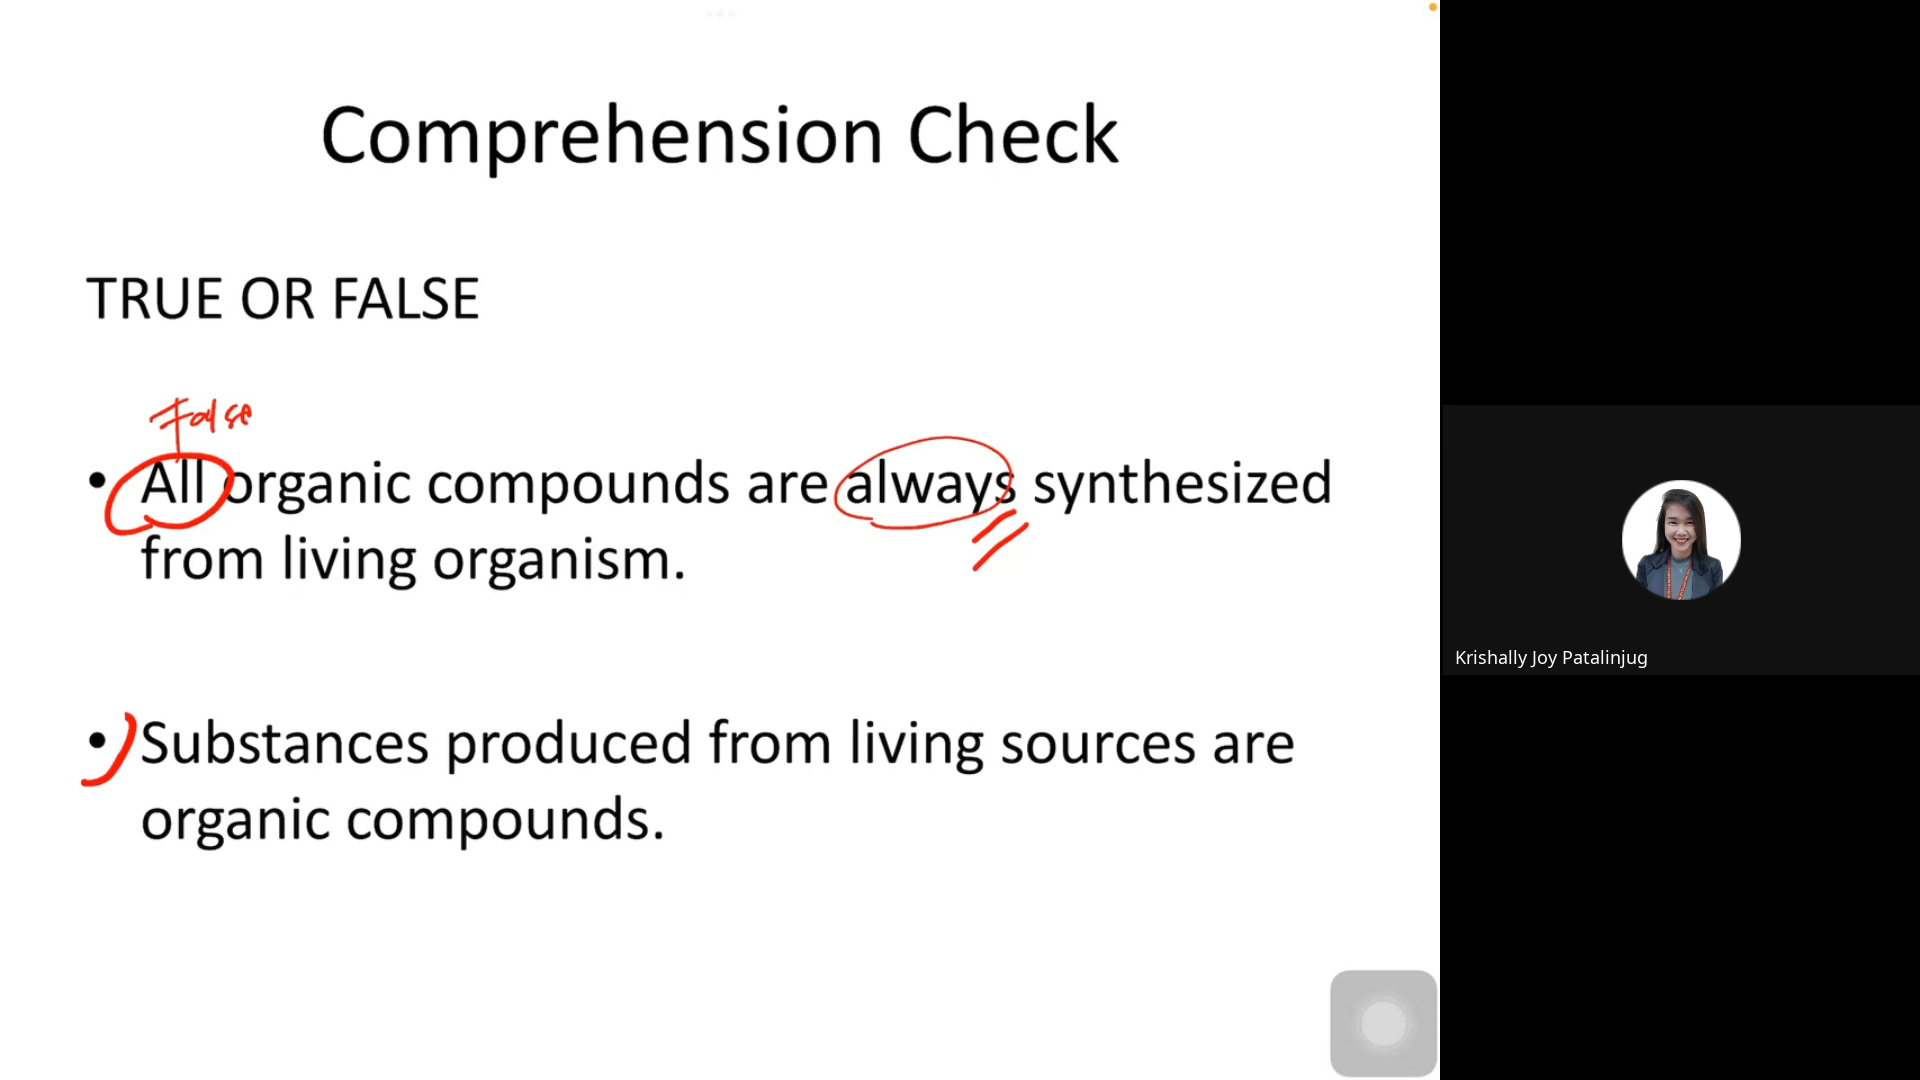 Comprehension Check
TRUE OR FALSE
False
• All organic compounds are always synthesized
from living organism.
• Substances produced from living sources are
organic compounds.
Krishally Joy Patalinjug